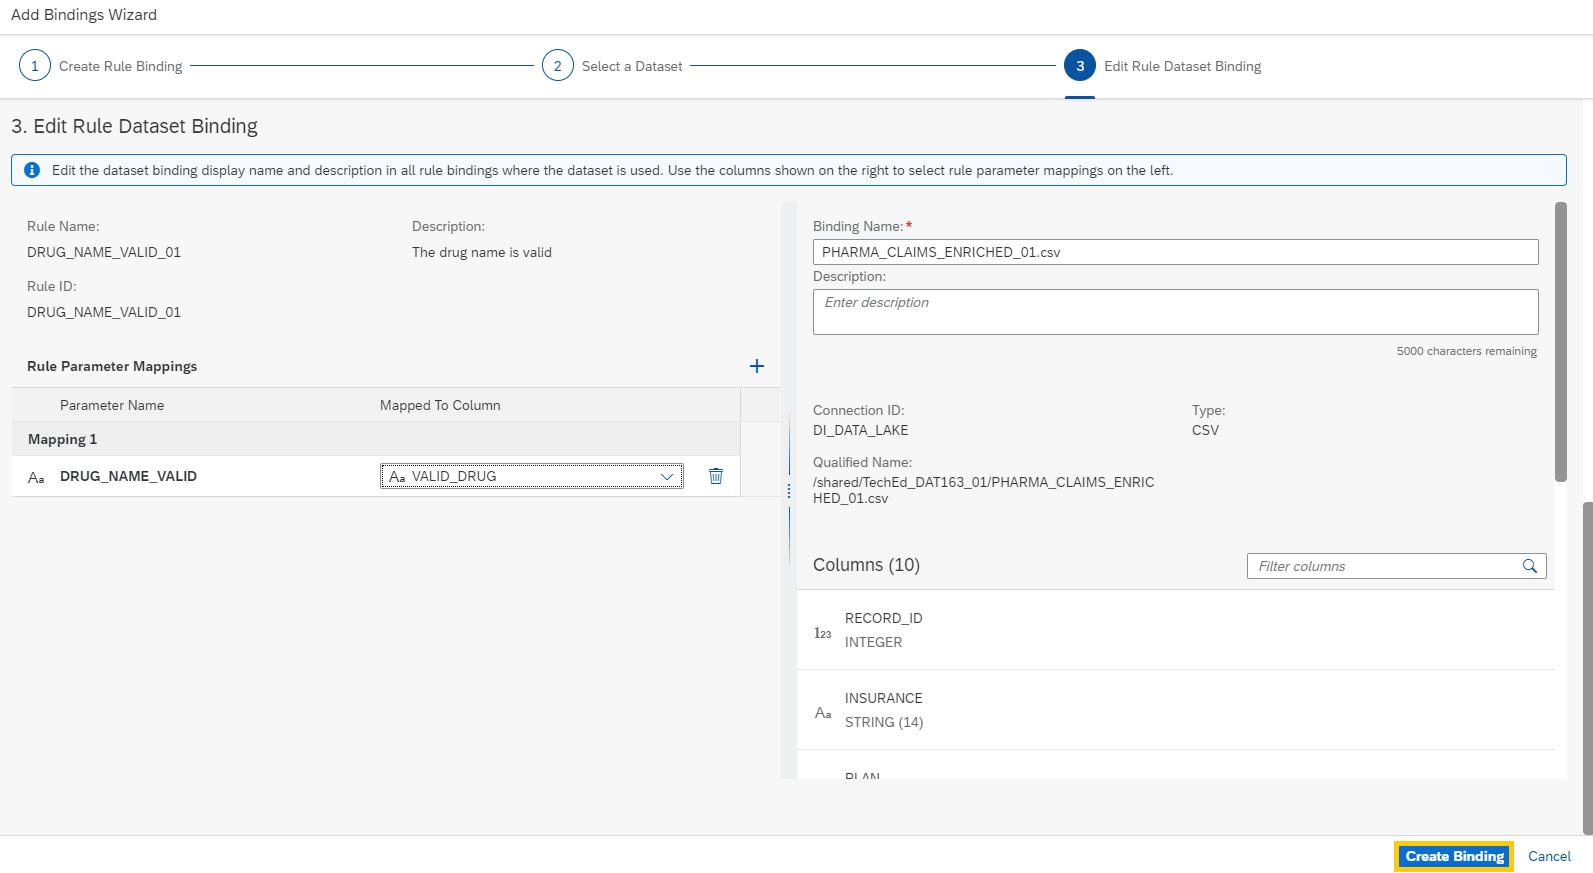 Add Bindings Wizard
1 Create Rule Binding
2 Select a Dataset
3 Edit Rule Dataset Binding
3. Edit Rule Dataset Binding
Edit the dataset binding display name and description in all rule bindings where the dataset is used. Use the columns shown on the right to select rule parameter mappings on the left.
Rule Name:
DRUG_NAME_VALID_01
Description:
The drug name is valid
Rule ID:
DRUG_NAME_VALID_01
Rule Parameter Mappings
Parameter Name
Mapped To Column
Mapping 1
Aa DRUG_NAME_VALID
Aa VALID_DRUG
Binding Name: *
PHARMA_CLAIMS_ENRICHED_01.csv
Description:
Enter description
5000 characters remaining
Connection ID:
DI_DATA_LAKE
Type:
CSV
Qualified Name:
/shared/TechEd_DAT163_01/PHARMA_CLAIMS_ENRIC
HED_01.csv
Columns (10)
Filter columns
123 RECORD_ID
INTEGER
Aa INSURANCE
STRING (14)
PLAN
Create Binding
Cancel